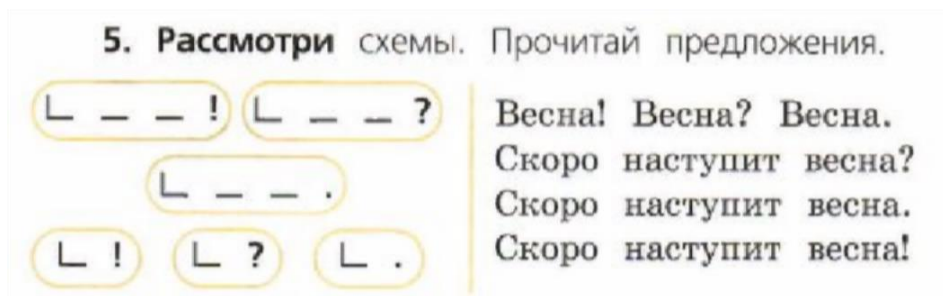 5. Рассмотри схемы. Прочитай предложения.
∟ _ _ ! ∟ _ _ ?
∟ _ _ .
∟ ! ∟ ? ∟ .
Весна! Весна? Весна.
Скоро наступит весна?
Скоро наступит весна.
Скоро наступит весна!